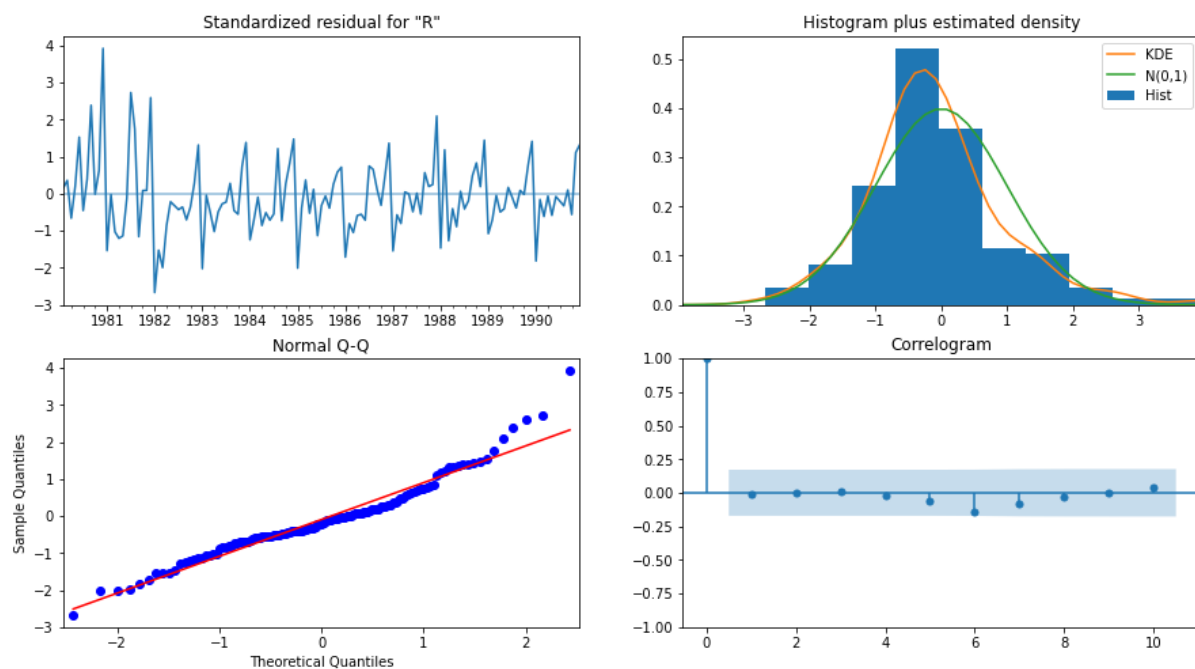 Standardized residual for "R"
4
3
2
1
0
−1
−2
−3
1981 1982 1983 1984 1985 1986 1987 1988 1989 1990
Histogram plus estimated density
KDE
N(0,1)
Hist
0.5
0.4
0.3
0.2
0.1
0.0
−3 −2 −1 0 1 2 3
Normal Q-Q
Sample Quantiles
4
3
2
1
0
−1
−2
−3
−2 −1 0 1 2
Theoretical Quantiles
Correlogram
1.00
0.75
0.50
0.25
0.00
−0.25
−0.50
−0.75
−1.00
0 2 4 6 8 10